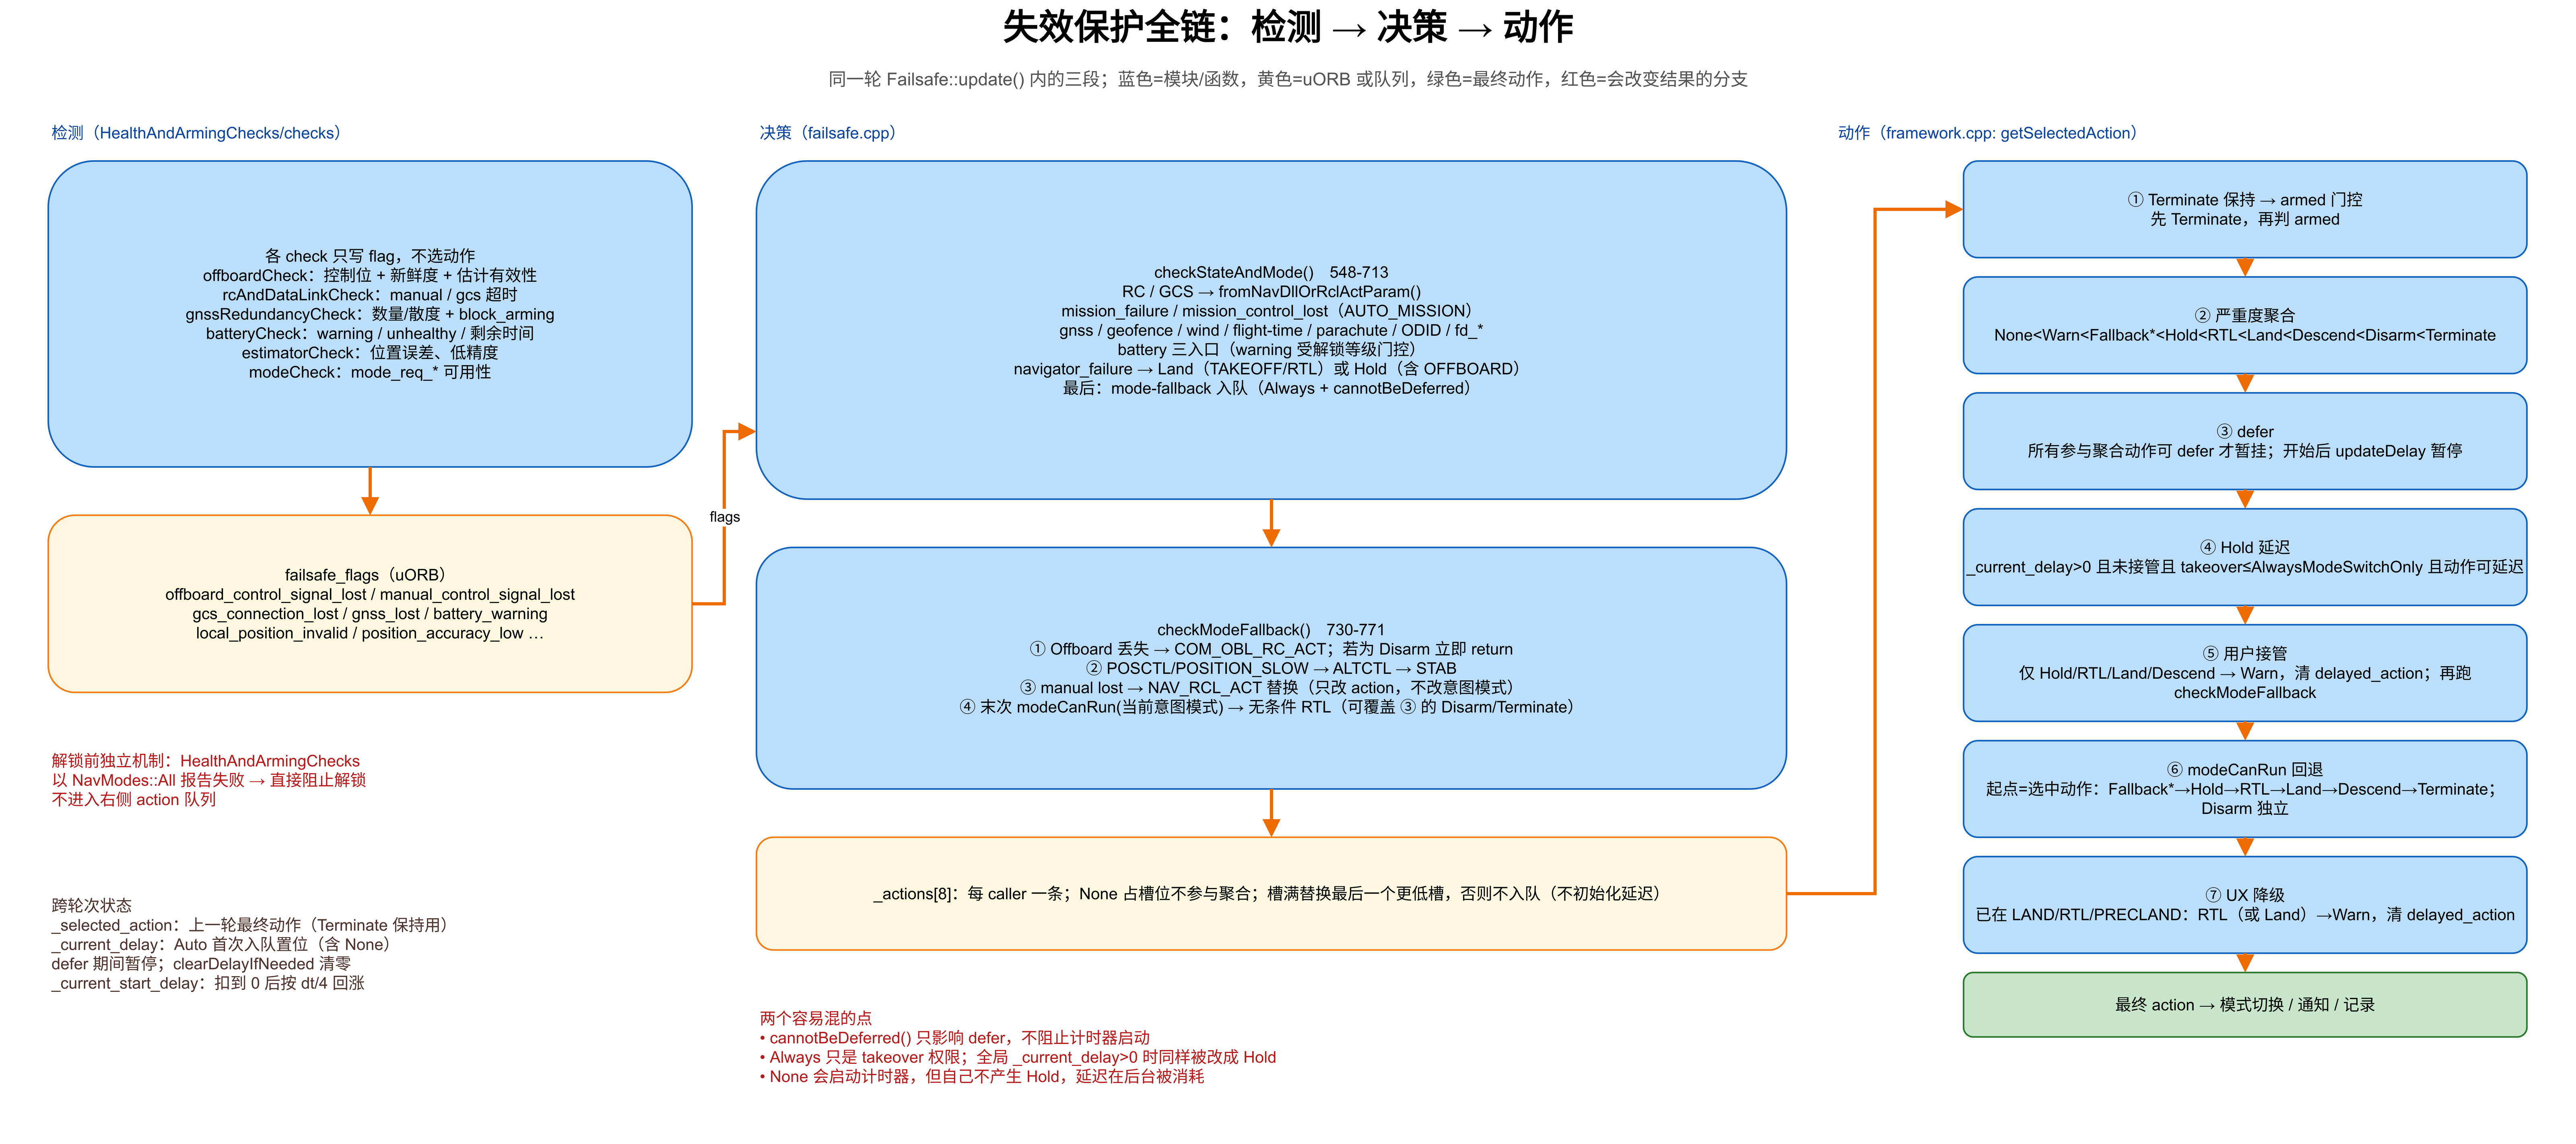 失效保护全链：检测 → 决策 → 动作
同一轮 Failsafe::update() 内的三段；蓝色=模块/函数，黄色=uORB 或队列，绿色=最终动作，红色=会改变结果的分支
检测（HealthAndArmingChecks/checks）
各 check 只写 flag，不选动作
offboardCheck：控制位 + 新鲜度 + 估计有效性
rcAndDataLinkCheck：manual / gcs 超时
gnssRedundancyCheck：数量/散度 + block_arming
batteryCheck：warning / unhealthy / 剩余时间
estimatorCheck：位置误差、低精度
modeCheck：mode_req_* 可用性
failsafe_flags（uORB）
offboard_control_signal_lost / manual_control_signal_lost
gcs_connection_lost / gnss_lost / battery_warning
local_position_invalid / position_accuracy_low …
解锁前独立机制：HealthAndArmingChecks
以 NavModes::All 报告失败 → 直接阻止解锁
不进入右侧 action 队列
跨轮次状态
_selected_action：上一轮最终动作（Terminate 保持用）
_current_delay：Auto 首次入队置位（含 None）
defer 期间暂停；clearDelayIfNeeded 清零
_current_start_delay：扣到 0 后按 dt/4 回涨
flags
决策（failsafe.cpp）
checkStateAndMode() 548-713
RC / GCS → fromNavDllOrRclActParam()
mission_failure / mission_control_lost（AUTO_MISSION）
gnss / geofence / wind / flight-time / parachute / ODID / fd_*
battery 三入口（warning 受解锁等级门控）
navigator_failure → Land（TAKEOFF/RTL）或 Hold（含 OFFBOARD）
最后：mode-fallback 入队（Always + cannotBeDeferred）
checkModeFallback() 730-771
① Offboard 丢失 → COM_OBL_RC_ACT；若为 Disarm 立即 return
② POSCTL/POSITION_SLOW → ALTCTL → STAB
③ manual lost → NAV_RCL_ACT 替换（只改 action，不改意图模式）
④ 末次 modeCanRun(当前意图模式) → 无条件 RTL（可覆盖 ③ 的 Disarm/Terminate）
_actions[8]：每 caller 一条；None 占槽位不参与聚合；槽满替换最后一个更低槽，否则不入队（不初始化延迟）
两个容易混的点
• cannotBeDeferred() 只影响 defer，不阻止计时器启动
• Always 只是 takeover 权限；全局 _current_delay>0 时同样被改成 Hold
• None 会启动计时器，但自己不产生 Hold，延迟在后台被消耗
动作（framework.cpp: getSelectedAction）
① Terminate 保持 → armed 门控
先 Terminate，再判 armed
② 严重度聚合
None<Warn<Fallback*<Hold<RTL<Land<Descend<Disarm<Terminate
③ defer
所有参与聚合动作可 defer 才暂挂；开始后 updateDelay 暂停
④ Hold 延迟
_current_delay>0 且未接管且 takeover≤AlwaysModeSwitchOnly 且动作可延迟
⑤ 用户接管
仅 Hold/RTL/Land/Descend → Warn，清 delayed_action；再跑
checkModeFallback
⑥ modeCanRun 回退
起点=选中动作：Fallback*→Hold→RTL→Land→Descend→Terminate；
Disarm 独立
⑦ UX 降级
已在 LAND/RTL/PRECLAND：RTL（或 Land）→Warn，清 delayed_action
最终 action → 模式切换 / 通知 / 记录